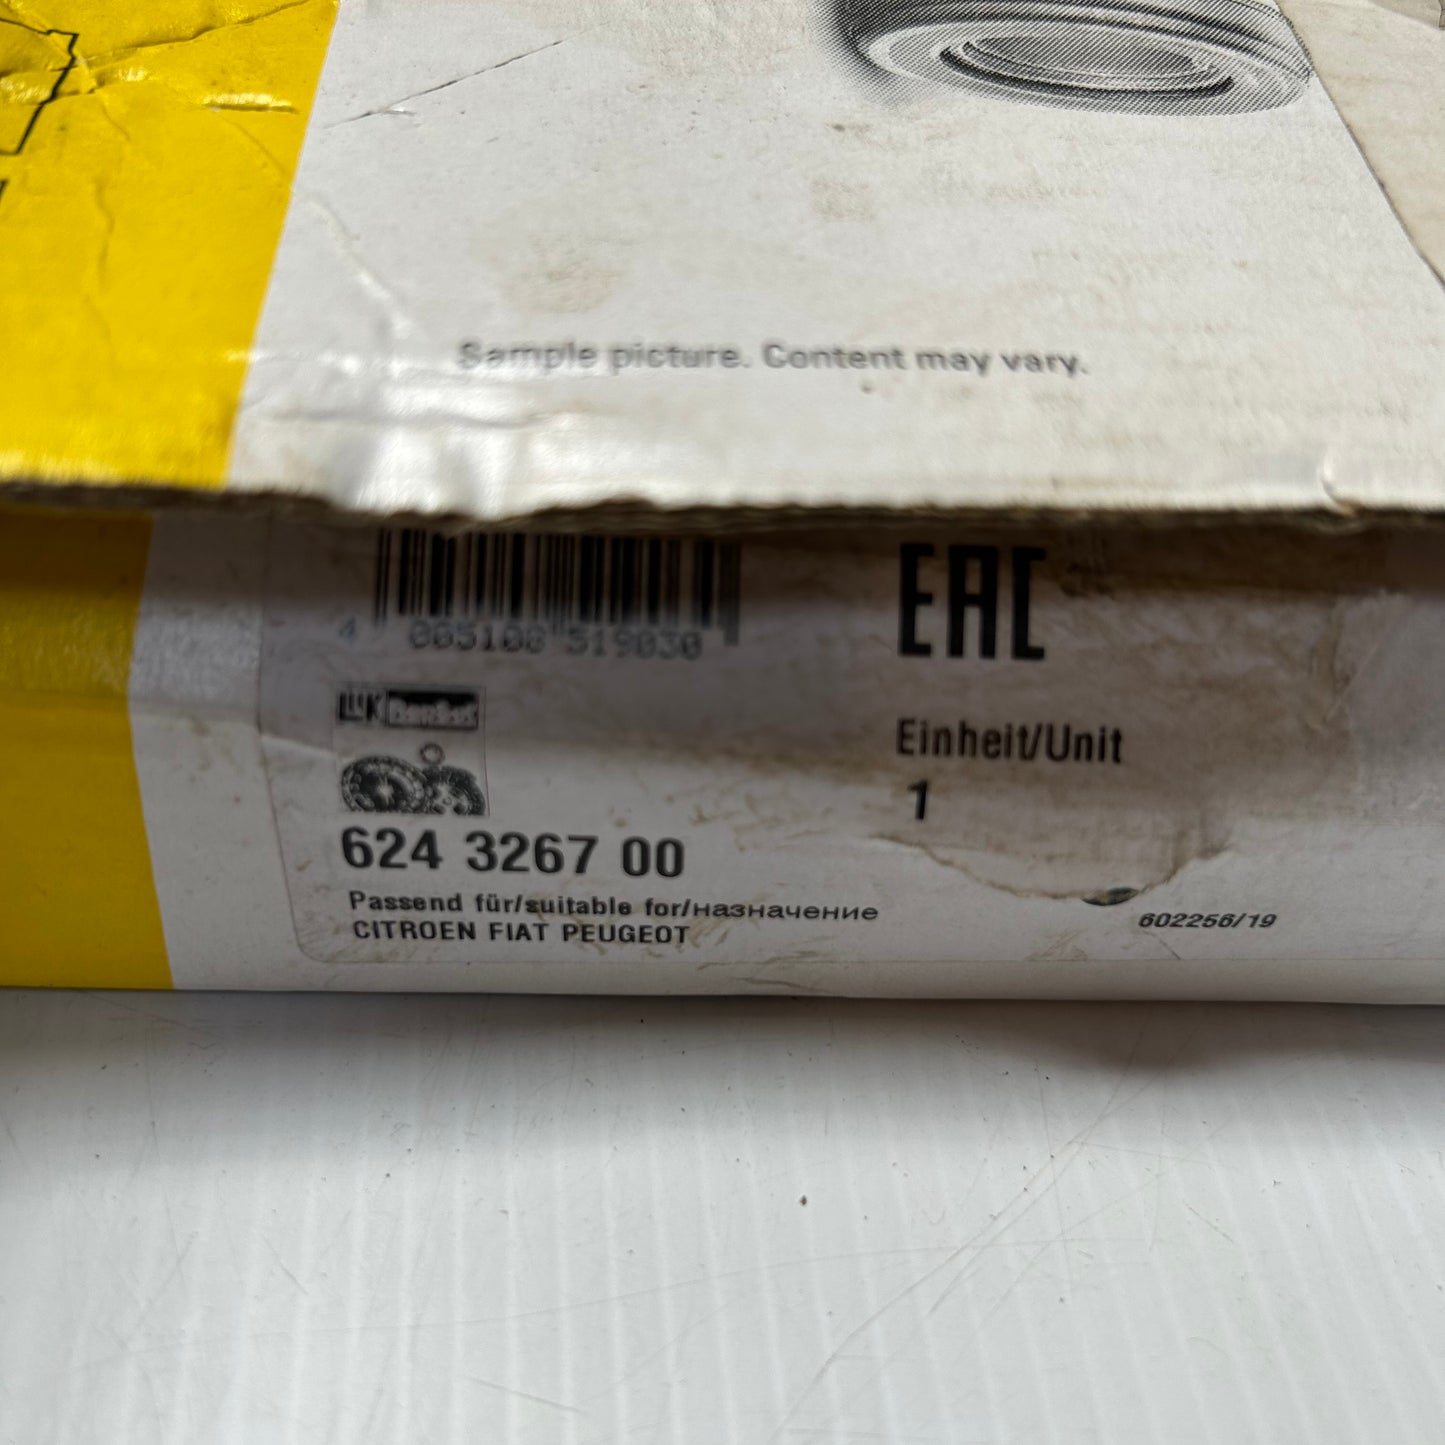 Sample picture. Content may vary.
4 005108 519030
EAC
LuK RepSet
Einheit/Unit
1
624 3267 00
Passend für/suitable for/назначение
CITROEN FIAT PEUGEOT
602256/19